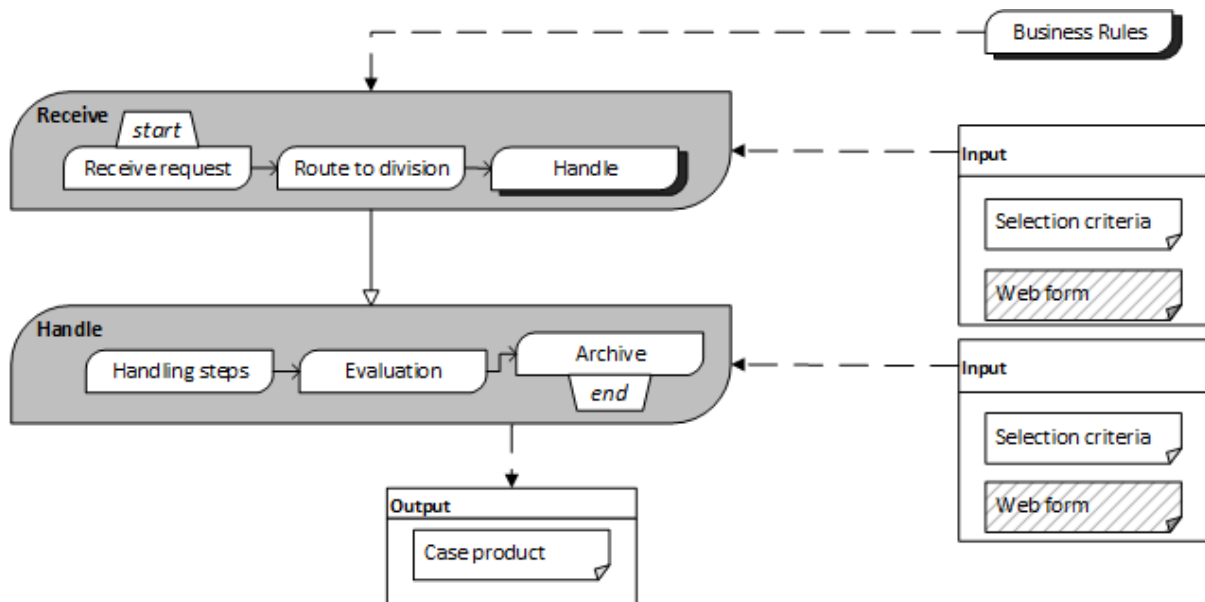 Business Rules
Receive
start
Receive request
Route to division
Handle
Input
Selection criteria
Web form
Handle
Handling steps
Evaluation
Archive
end
Input
Selection criteria
Web form
Output
Case product